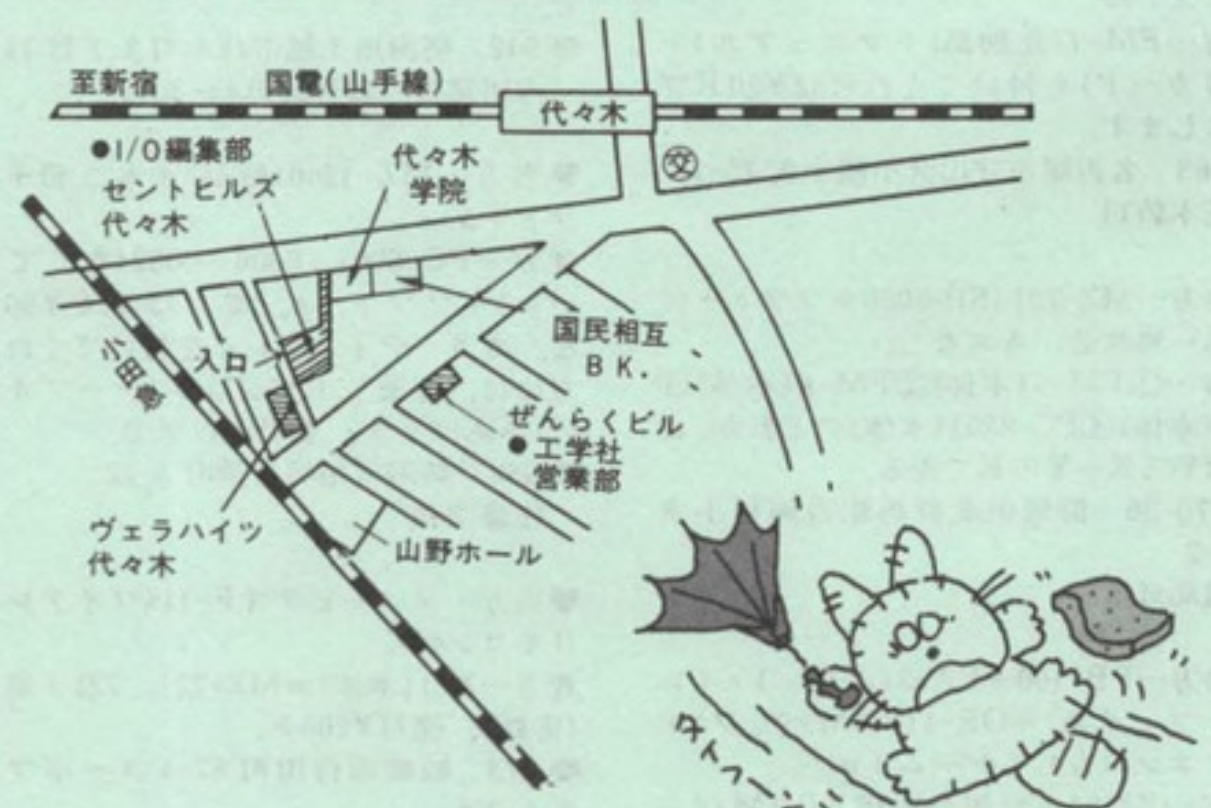 至新宿
国電(山手線)
代々木
●I/O編集部
セントヒルズ
代々木
代々木
学院
交
小田急
入口
国民相互
BK.
ぜんらくビル
●工学社
営業部
ヴェラハイツ
代々木
山野ホール